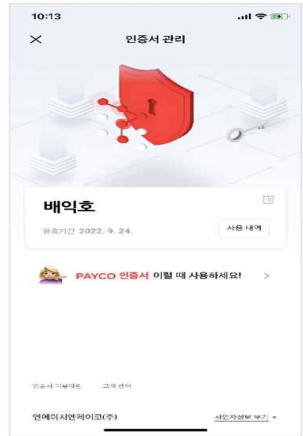 10:13
인증서 관리
배익호
유효기간 2022. 9. 24.
사용 내역
PAYCO 인증서 이럴 때 사용하세요!
인증서 이용약관 고객센터
엔에이치엔페이코(주)
사업자정보 보기